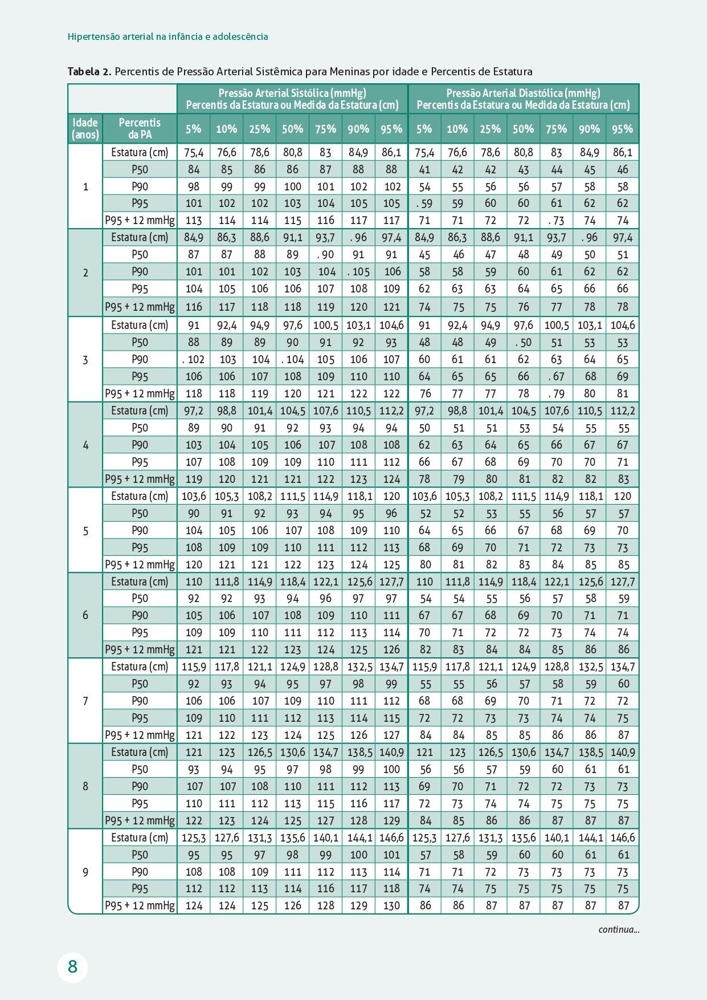 Hipertensão arterial na infância e adolescência
Tabela 2. Percentis de Pressão Arterial Sistêmica para Meninas por idade e Percentis de Estatura
Pressão Arterial Sistólica (mmHg) Pressão Arterial Diastólica (mmHg)
Percentis da Estatura ou Medida da Estatura (cm) Percentis da Estatura ou Medida da Estatura (cm)
Idade (anos) Percentis da PA 5% 10% 25% 50% 75% 90% 95% 5% 10% 25% 50% 75% 90% 95%
1
Estatura (cm) 75,4 76,6 78,6 80,8 83 84,9 86,1 75,4 76,6 78,6 80,8 83 84,9 86,1
P50 84 85 86 86 87 88 88 41 42 42 43 44 45 46
P90 98 99 99 100 101 102 102 54 55 56 56 57 58 58
P95 101 102 102 103 104 105 105 . 59 59 60 60 61 62 62
P95 + 12 mmHg 113 114 114 115 116 117 117 71 71 72 72 . 73 74 74
2
Estatura (cm) 84,9 86,3 88,6 91,1 93,7 . 96 97,4 84,9 86,3 88,6 91,1 93,7 . 96 97,4
P50 87 87 88 89 . 90 91 91 45 46 47 48 49 50 51
P90 101 101 102 103 104 . 105 106 58 58 59 60 61 62 62
P95 104 105 106 106 107 108 109 62 63 63 64 65 66 66
P95 + 12 mmHg 116 117 118 118 119 120 121 74 75 75 76 77 78 78
3
Estatura (cm) 91 92,4 94,9 97,6 100,5 103,1 104,6 91 92,4 94,9 97,6 100,5 103,1 104,6
P50 88 89 89 90 91 92 93 48 48 49 . 50 51 53 53
P90 . 102 103 104 . 104 105 106 107 60 61 61 62 63 64 65
P95 106 106 107 108 109 110 110 64 65 65 66 . 67 68 69
P95 + 12 mmHg 118 118 119 120 121 122 122 76 77 77 78 . 79 80 81
4
Estatura (cm) 97,2 98,8 101,4 104,5 107,6 110,5 112,2 97,2 98,8 101,4 104,5 107,6 110,5 112,2
P50 89 90 91 92 93 94 94 50 51 51 53 54 55 55
P90 103 104 105 106 107 108 108 62 63 64 65 66 67 67
P95 107 108 109 109 110 111 112 66 67 68 69 70 70 71
P95 + 12 mmHg 119 120 121 121 122 123 124 78 79 80 81 82 82 83
5
Estatura (cm) 103,6 105,3 108,2 111,5 114,9 118,1 120 103,6 105,3 108,2 111,5 114,9 118,1 120
P50 90 91 92 93 94 95 96 52 52 53 55 56 57 57
P90 104 105 106 107 108 109 110 64 65 66 67 68 69 70
P95 108 109 109 110 111 112 113 68 69 70 71 72 73 73
P95 + 12 mmHg 120 121 121 122 123 124 125 80 81 82 83 84 85 85
6
Estatura (cm) 110 111,8 114,9 118,4 122,1 125,6 127,7 110 111,8 114,9 118,4 122,1 125,6 127,7
P50 92 92 93 94 96 97 97 54 54 55 56 57 58 59
P90 105 106 107 108 109 110 111 67 67 68 69 70 71 71
P95 109 109 110 111 112 113 114 70 71 72 72 73 74 74
P95 + 12 mmHg 121 121 122 123 124 125 126 82 83 84 84 85 86 86
7
Estatura (cm) 115,9 117,8 121,1 124,9 128,8 132,5 134,7 115,9 117,8 121,1 124,9 128,8 132,5 134,7
P50 92 93 94 95 97 98 99 55 55 56 57 58 59 60
P90 106 106 107 109 110 111 112 68 68 69 70 71 72 72
P95 109 110 111 112 113 114 115 72 72 73 73 74 74 75
P95 + 12 mmHg 121 122 123 124 125 126 127 84 84 85 85 86 86 87
8
Estatura (cm) 121 123 126,5 130,6 134,7 138,5 140,9 121 123 126,5 130,6 134,7 138,5 140,9
P50 93 94 95 97 98 99 100 56 56 57 59 60 61 61
P90 107 107 108 110 111 112 113 69 70 71 72 72 73 73
P95 110 111 112 113 115 116 117 72 73 74 74 75 75 75
P95 + 12 mmHg 122 123 124 125 127 128 129 84 85 86 86 87 87 87
9
Estatura (cm) 125,3 127,6 131,3 135,6 140,1 144,1 146,6 125,3 127,6 131,3 135,6 140,1 144,1 146,6
P50 95 95 97 98 99 100 101 57 58 59 60 60 61 61
P90 108 108 109 111 112 113 114 71 71 72 73 73 73 73
P95 112 112 113 114 116 117 118 74 74 75 75 75 75 75
P95 + 12 mmHg 124 124 125 126 128 129 130 86 86 87 87 87 87 87
continua...
8